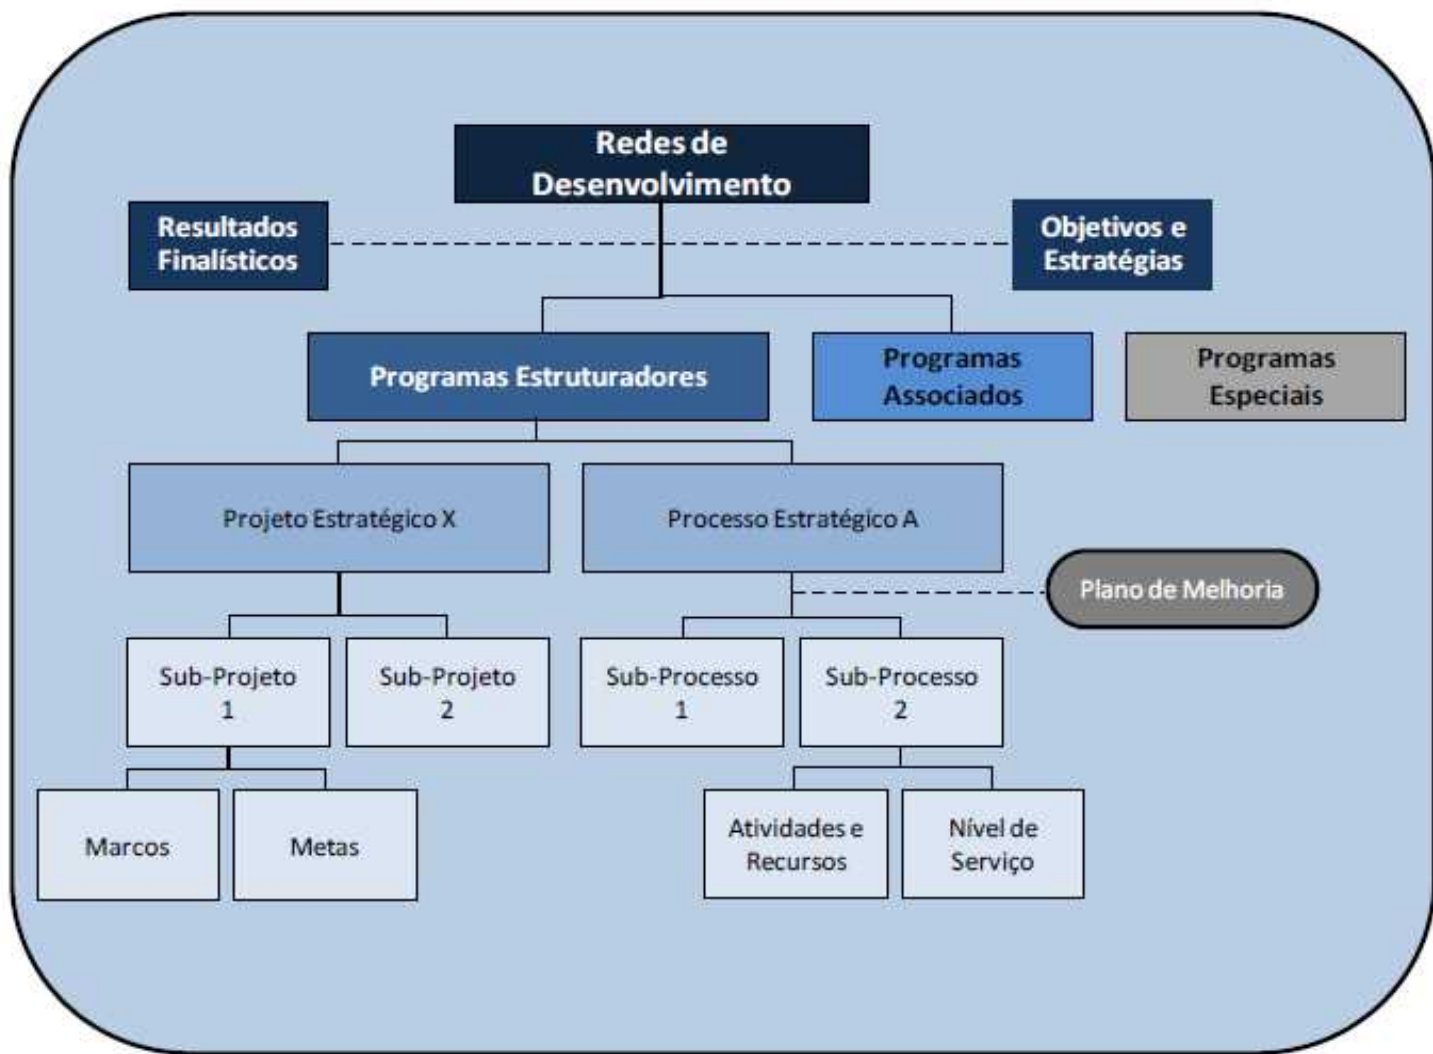 Redes de
Desenvolvimento
Resultados
Finalísticos
Objetivos e
Estratégias
Programas Estruturadores
Programas
Associados
Programas
Especiais
Projeto Estratégico X
Processo Estratégico A
Plano de Melhoria
Sub-Projeto
1
Sub-Projeto
2
Sub-Processo
1
Sub-Processo
2
Marcos
Metas
Atividades e
Recursos
Nível de
Serviço